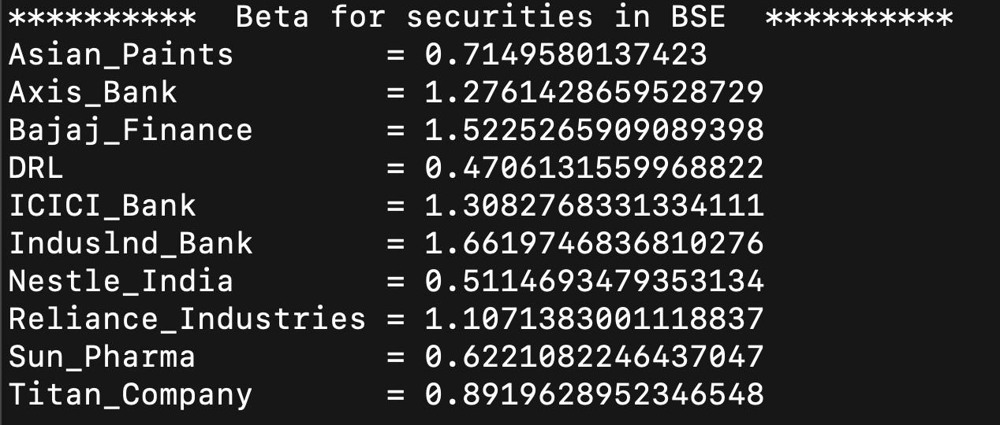 **********  Beta for securities in BSE  **********
Asian_Paints        = 0.7149580137423
Axis_Bank           = 1.2761428659528729
Bajaj_Finance       = 1.5225265909089398
DRL                 = 0.4706131559968822
ICICI_Bank          = 1.3082768331334111
Induslnd_Bank       = 1.6619746836810276
Nestle_India        = 0.5114693479353134
Reliance_Industries = 1.1071383001118837
Sun_Pharma          = 0.6221082246437047
Titan_Company       = 0.8919628952346548